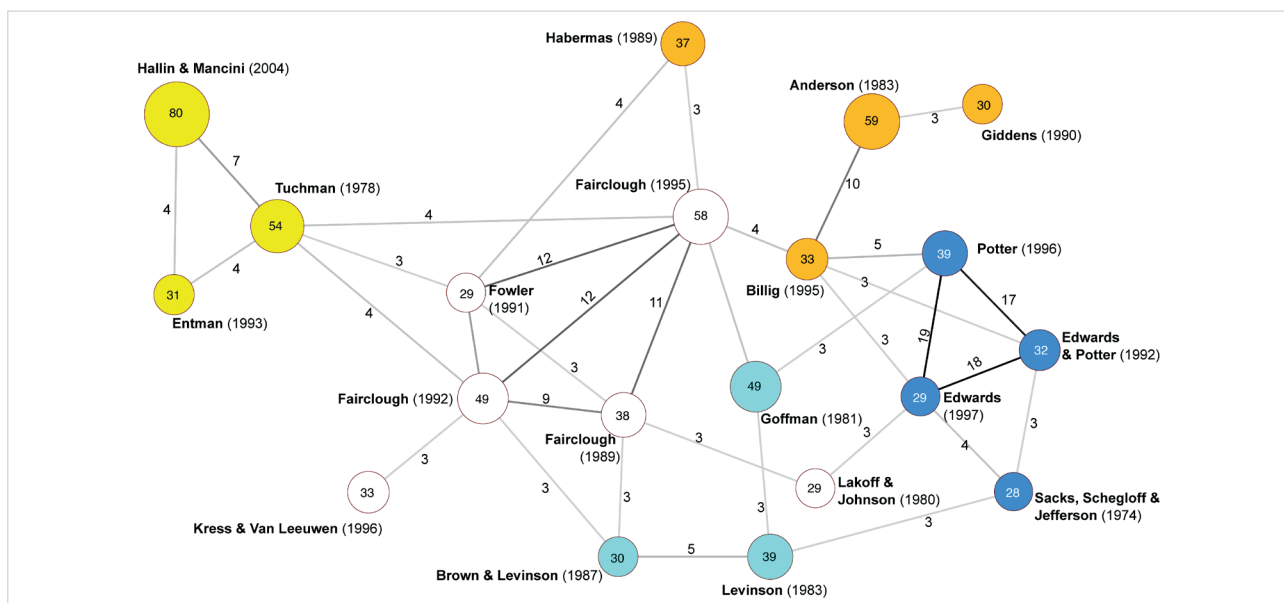 Habermas (1989)
37
Hallin & Mancini (2004)
Anderson (1983)
80
4
3
59
3
30
Giddens (1990)
7
Tuchman (1978)
Fairclough (1995)
10
4
54
4
58
4
5
Potter (1996)
39
4
3
12
33
3
31
29
Fowler
(1991)
Billig (1995)
Entman (1993)
12
11
17
4
19
3
3
Edwards
& Potter (1992)
32
3
18
Fairclough (1992)
49
9
38
49
29
Edwards
(1997)
Goffman (1981)
Fairclough
(1989)
3
3
3
4
3
33
3
3
29
Lakoff &
Johnson (1980)
28
Sacks, Schegloff &
Jefferson (1974)
3
3
Kress & Van Leeuwen (1996)
5
30
39
Brown & Levinson (1987)
Levinson
(1983)